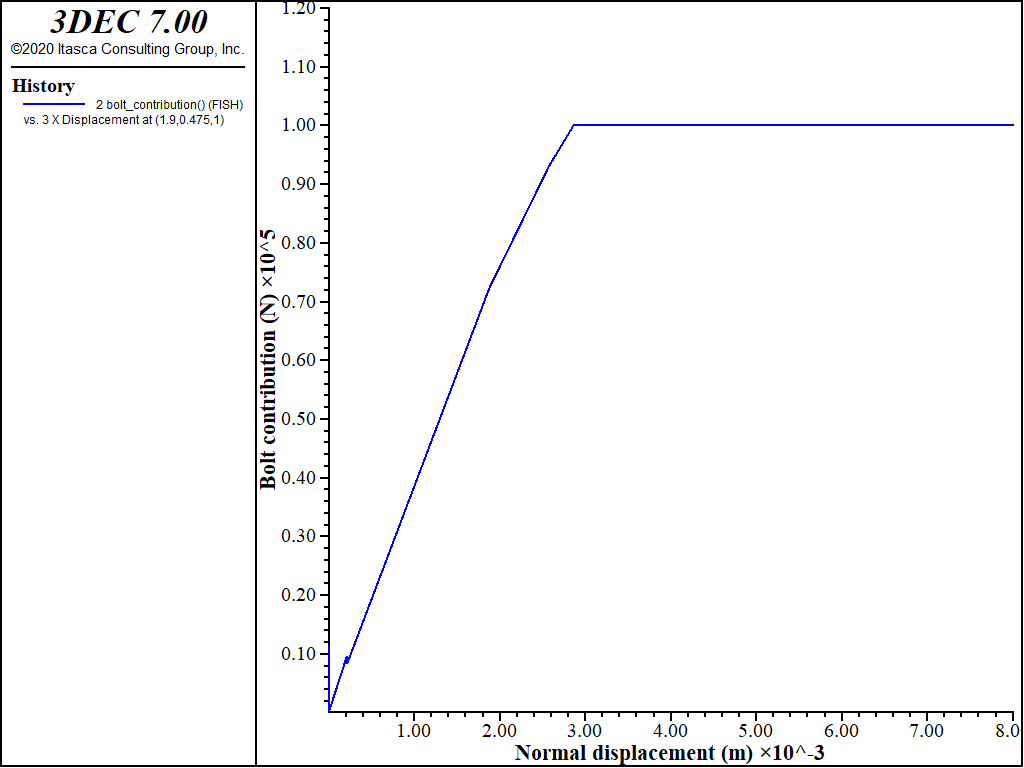 3DEC 7.00
©2020 Itasca Consulting Group, Inc.
History
2 bolt_contribution() (FISH)
vs. 3 X Displacement at (1.9,0.475,1)
Bolt contribution (N) ×10^5
1.20
1.10
1.00
0.90
0.80
0.70
0.60
0.50
0.40
0.30
0.20
0.10
1.00 2.00 3.00 4.00 5.00 6.00 7.00 8.0
Normal displacement (m) ×10^-3